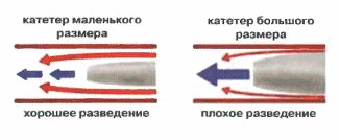 катетер маленького
размера
хорошее разведение
катетер большого
размера
плохое разведение